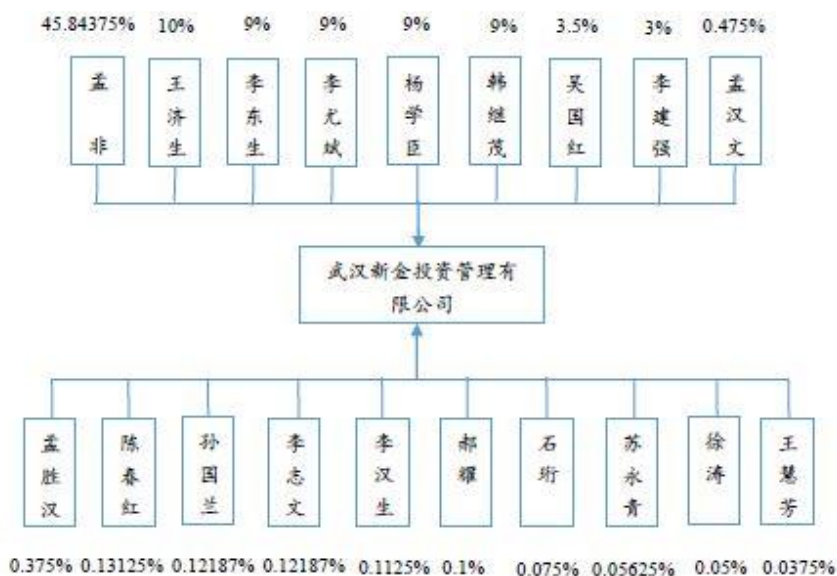 45.84375% 10% 9% 9% 9% 9% 3.5% 3% 0.475%
孟非 王济生 李东生 李尤斌 杨学臣 韩继茂 吴国红 李建强 孟汉文
武汉新金投资管理有
限公司
孟胜汉 陈春红 孙国兰 李志文 李汉生 郝耀 石珩 苏永青 徐涛 王慧芳
0.375% 0.13125% 0.12187% 0.12187% 0.1125% 0.1% 0.075% 0.05625% 0.05% 0.0375%